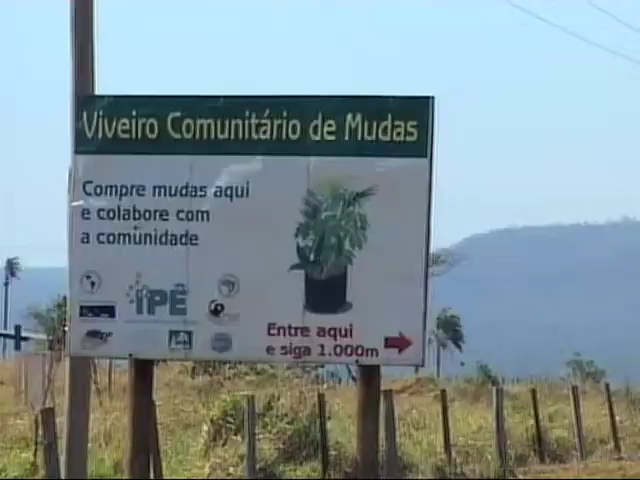 Viveiro Comunitário de Mudas
Compre mudas aqui
e colabore com
a comunidade
IPÊ
Entre aqui
e siga 1.000m